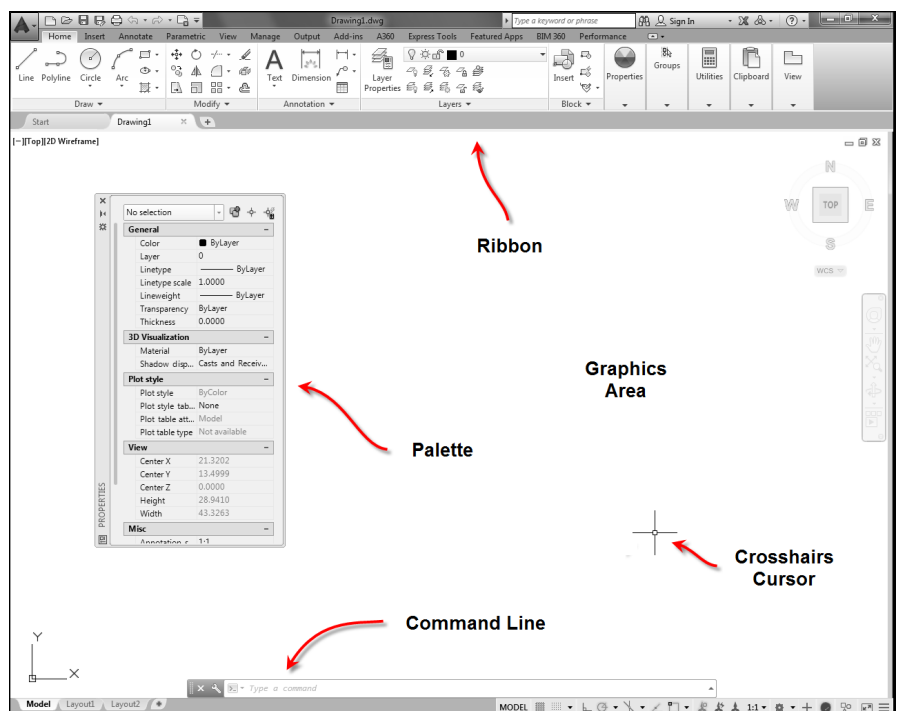 Drawing1.dwg
Type a keyword or phrase
Sign In
Home Insert Annotate Parametric View Manage Output Add-ins A360 Express Tools Featured Apps BIM 360 Performance
Line Polyline Circle Arc
Text Dimension
Layer Properties
0
Insert
Properties
Groups
Utilities
Clipboard
View
Draw Modify Annotation Layers Block
Start Drawing1
[−][Top][2D Wireframe]
N
W TOP E
S
WCS
Ribbon
No selection
General
Color ByLayer
Layer 0
Linetype ByLayer
Linetype scale 1.0000
Lineweight ByLayer
Transparency ByLayer
Thickness 0.0000
3D Visualization
Material ByLayer
Shadow disp... Casts and Receiv...
Plot style
Plot style ByColor
Plot style tab... None
Plot table att... Model
Plot table type Not available
View
Center X 21.3202
Center Y 13.4999
Center Z 0.0000
Height 28.9410
Width 43.3263
Misc
Annotation s 1:1
PROPERTIES
Graphics
Area
Palette
Crosshairs
Cursor
Command Line
Y
X
Type a command
Model Layout1 Layout2
MODEL 1:1